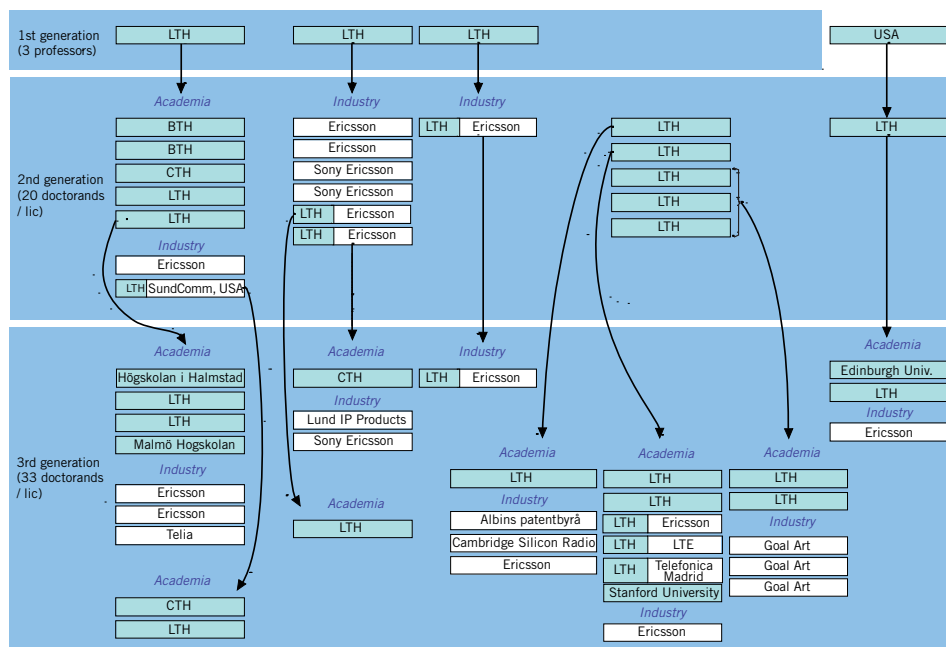 1st generation
(3 professors)
LTH
LTH
LTH
USA
2nd generation
(20 doctorands
/ lic)
Academia
BTH
BTH
CTH
LTH
LTH
Industry
Ericsson
LTH SundComm, USA
Industry
Ericsson
Ericsson
Sony Ericsson
Sony Ericsson
LTH Ericsson
LTH Ericsson
Industry
LTH Ericsson
LTH
LTH
LTH
LTH
LTH
LTH
3rd generation
(33 doctorands
/ lic)
Academia
Högskolan i Halmstad
LTH
LTH
Malmö Hogskolan
Industry
Ericsson
Ericsson
Telia
Academia
CTH
LTH
Academia
CTH
Industry
Lund IP Products
Sony Ericsson
Academia
LTH
Industry
LTH Ericsson
Academia
LTH
Industry
Albins patentbyrå
Cambridge Silicon Radio
Ericsson
Academia
LTH
LTH
LTH Ericsson
LTH LTE
LTH Telefonica
Madrid
Stanford University
Industry
Ericsson
Academia
LTH
LTH
Industry
Goal Art
Goal Art
Goal Art
Academia
Edinburgh Univ.
LTH
Industry
Ericsson